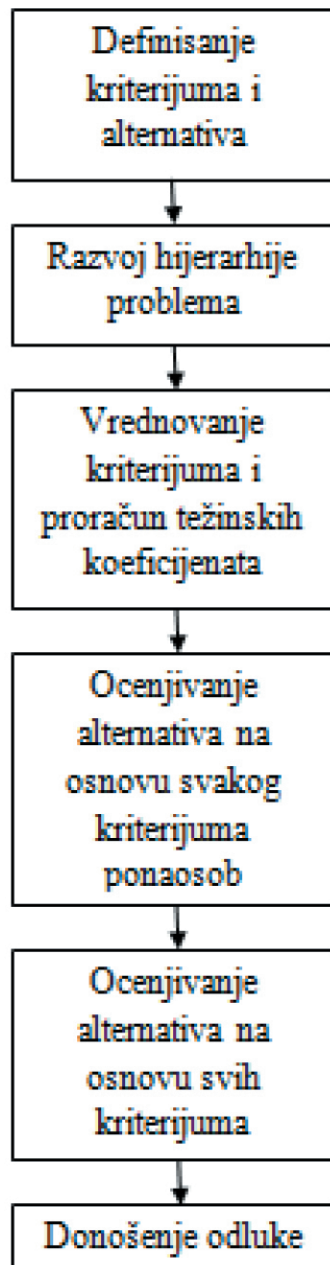 Definisanje
kriterijuma i
alternativa
Razvoj hijerarhije
problema
Vrednovanje
kriterijuma i
proračun težinskih
koeficijenata
Ocenjivanje
alternativa na
osnovu svakog
kriterijuma
ponaosob
Ocenjivanje
alternativa na
osnovu svih
kriterijuma
Donošenje odluke